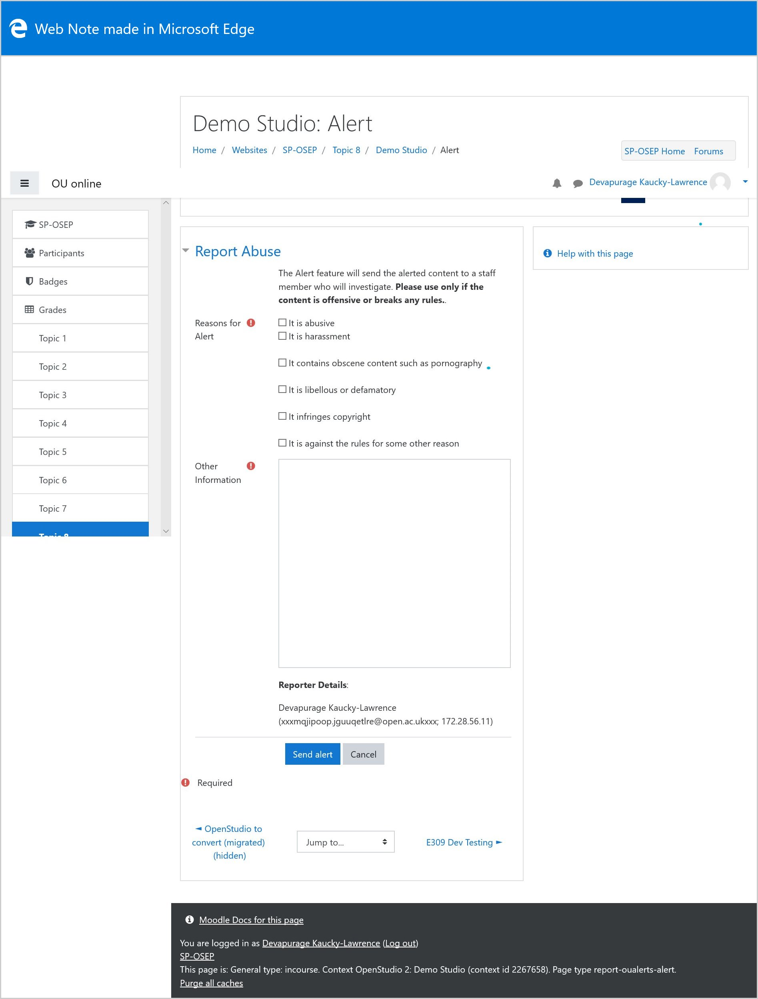 Web Note made in Microsoft Edge
Demo Studio: Alert
Home / Websites / SP-OSEP / Topic 8 / Demo Studio / Alert
SP-OSEP Home Forums
OU online
Devapurage Kaucky-Lawrence
SP-OSEP
Participants
Badges
Grades
Topic 1
Topic 2
Topic 3
Topic 4
Topic 5
Topic 6
Topic 7
Topic 8
Report Abuse
The Alert feature will send the alerted content to a staff
member who will investigate. Please use only if the
content is offensive or breaks any rules..
Reasons for
Alert
It is abusive
It is harassment
It contains obscene content such as pornography
It is libellous or defamatory
It infringes copyright
It is against the rules for some other reason
Other
Information
Reporter Details:
Devapurage Kaucky-Lawrence
(xxxmqjipoop.jguuqetlre@open.ac.ukxxx; 172.28.56.11)
Send alert Cancel
Required
◄ OpenStudio to
convert (migrated)
(hidden)
Jump to...
E309 Dev Testing ►
Help with this page
Moodle Docs for this page
You are logged in as Devapurage Kaucky-Lawrence (Log out)
SP-OSEP
This page is: General type: incourse. Context OpenStudio 2: Demo Studio (context id 2267658). Page type report-oualerts-alert.
Purge all caches